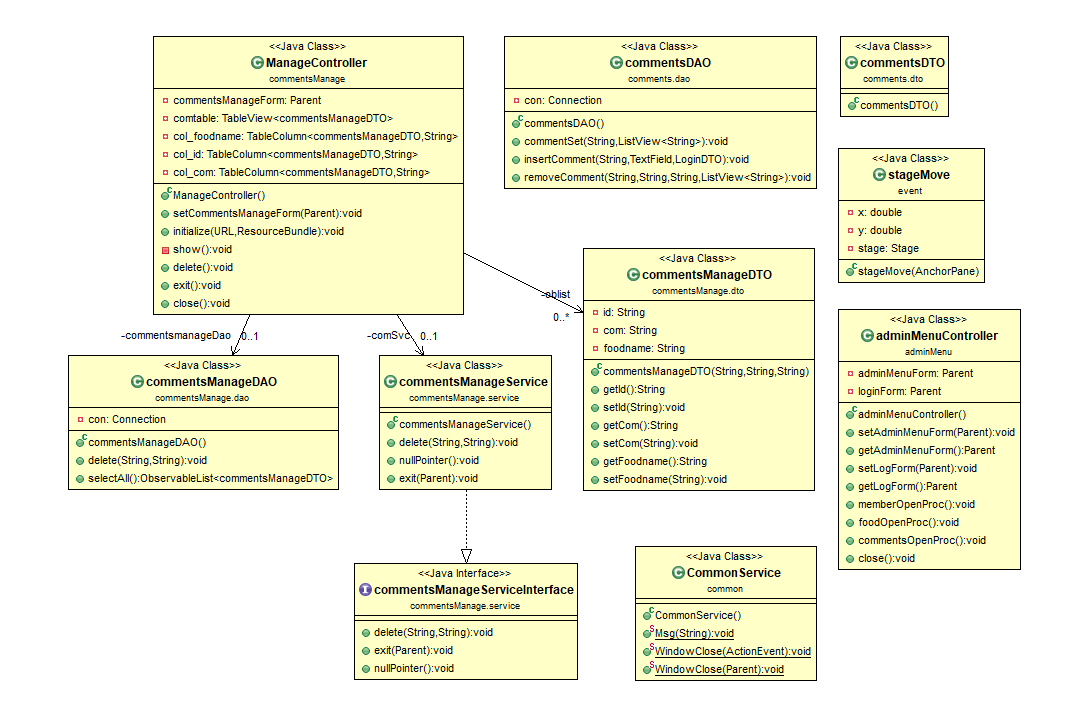 <<Java Class>>
ManageController
commentsManage
commentsManageForm: Parent
comtable: TableView<commentsManageDTO>
col_foodname: TableColumn<commentsManageDTO,String>
col_id: TableColumn<commentsManageDTO,String>
col_com: TableColumn<commentsManageDTO,String>
ManageController()
setCommentsManageForm(Parent):void
initialize(URL,ResourceBundle):void
show():void
delete():void
exit():void
close():void
<<Java Class>>
commentsDAO
comments.dao
con: Connection
commentsDAO()
commentSet(String,ListView<String>):void
insertComment(String,TextField,LoginDTO):void
removeComment(String,String,String,ListView<String>):void
<<Java Class>>
commentsDTO
comments.dto
commentsDTO()
<<Java Class>>
stageMove
event
x: double
y: double
stage: Stage
stageMove(AnchorPane)
-oblist
0..*
<<Java Class>>
commentsManageDTO
commentsManage.dto
id: String
com: String
foodname: String
commentsManageDTO(String,String,String)
getId():String
setId(String):void
getCom():String
setCom(String):void
getFoodname():String
setFoodname(String):void
<<Java Class>>
adminMenuController
adminMenu
adminMenuForm: Parent
loginForm: Parent
adminMenuController()
setAdminMenuForm(Parent):void
getAdminMenuForm():Parent
setLogForm(Parent):void
getLogForm():Parent
memberOpenProc():void
foodOpenProc():void
commentsOpenProc():void
close():void
-commentsmanageDao
0..1
-comSvc
0..1
<<Java Class>>
commentsManageDAO
commentsManage.dao
con: Connection
commentsManageDAO()
delete(String,String):void
selectAll():ObservableList<commentsManageDTO>
<<Java Class>>
commentsManageService
commentsManage.service
commentsManageService()
delete(String,String):void
nullPointer():void
exit(Parent):void
<<Java Interface>>
commentsManageServiceInterface
commentsManage.service
delete(String,String):void
exit(Parent):void
nullPointer():void
<<Java Class>>
CommonService
common
CommonService()
Msg(String):void
WindowClose(ActionEvent):void
WindowClose(Parent):void